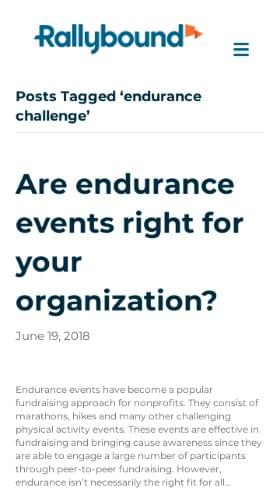 Rallybound
Posts Tagged ‘endurance
challenge’
Are endurance
events right for
your
organization?
June 19, 2018
Endurance events have become a popular
fundraising approach for nonprofits. They consist of
marathons, hikes and many other challenging
physical activity events. These events are effective in
fundraising and bringing cause awareness since they
are able to engage a large number of participants
through peer-to-peer fundraising. However,
endurance isn’t necessarily the right fit for all...